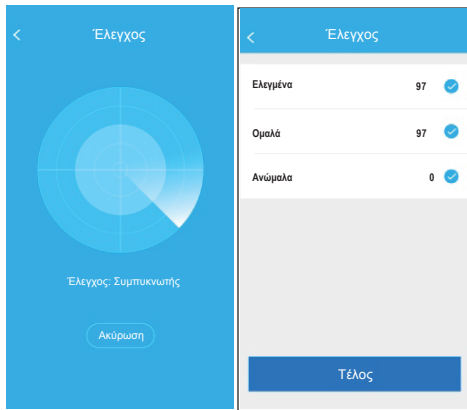 Έλεγχος
Έλεγχος: Συμπυκνωτής
Ακύρωση
Έλεγχος
Ελεγμένα 97
Ομαλά 97
Ανώμαλα 0
Τέλος